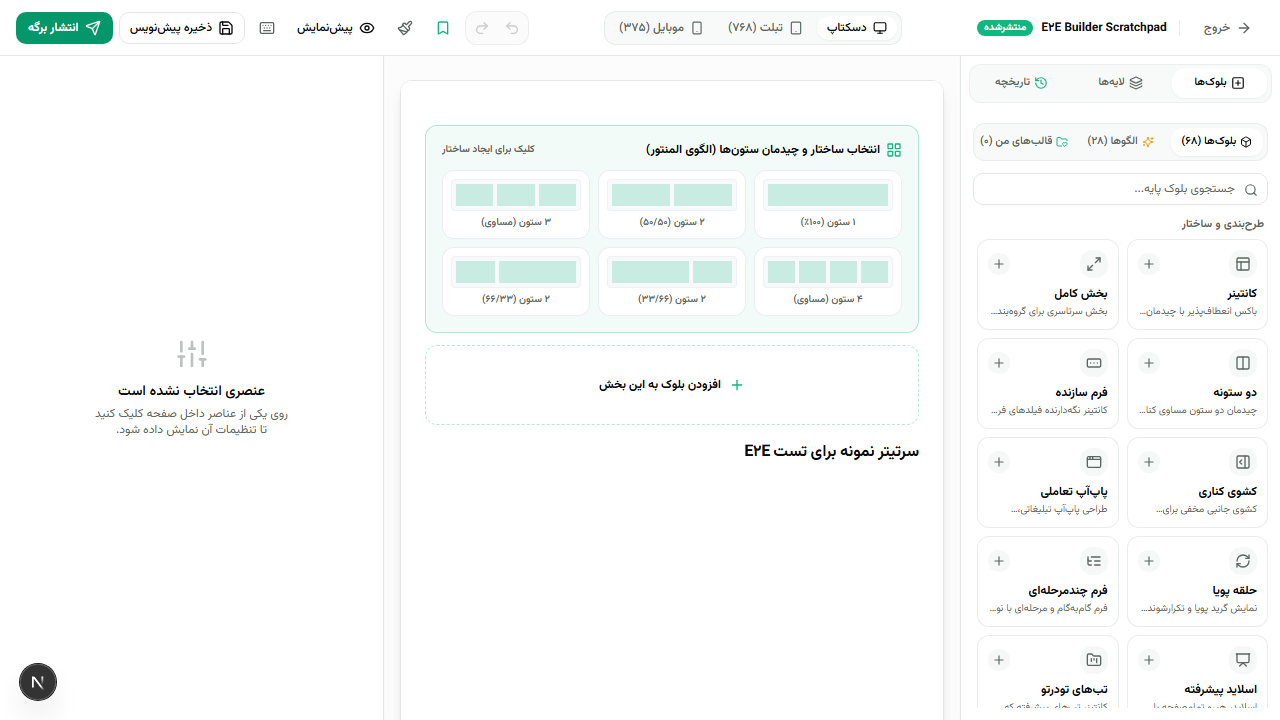 خروج
E۲E Builder Scratchpad
منتشرشده
دسکتاپ
تبلت (۷۶۸)
موبایل (۳۷۵)
پیش‌نمایش
ذخیره پیش‌نویس
انتشار برگه
بلوک‌ها
لایه‌ها
تاریخچه
بلوک‌ها (۶۸)
الگوها (۲۸)
قالب‌های من (۰)
جستجوی بلوک پایه...
طرح‌بندی و ساختار
کانتینر
باکس انعطاف‌پذیر با چیدمان...
بخش کامل
بخش سرتاسری برای گروه‌بند...
دو ستونه
چیدمان دو ستون مساوی کنا...
فرم سازنده
کانتینر نگه‌دارنده فیلدهای فر...
کشوی کناری
کشوی جانبی مخفی برای...
پاپ‌آپ تعاملی
طراحی پاپ‌آپ تبلیغاتی،...
حلقه پویا
نمایش گرید پویا و تکرارشوند...
فرم چندمرحله‌ای
فرم گام‌به‌گام و مرحله‌ای با نو...
اسلاید پیشرفته
تب‌های تودرتو
انتخاب ساختار و چیدمان ستون‌ها (الگوی المنتور)
کلیک برای ایجاد ساختار
۱ ستون (۱۰۰٪)
۲ ستون (۵۰/۵۰)
۳ ستون (مساوی)
۴ ستون (مساوی)
۲ ستون (۳۳/۶۶)
۲ ستون (۶۶/۳۳)
افزودن بلوک به این بخش
سرتیتر نمونه برای تست E۲E
عنصری انتخاب نشده است
روی یکی از عناصر داخل صفحه کلیک کنید
تا تنظیمات آن نمایش داده شود.
N